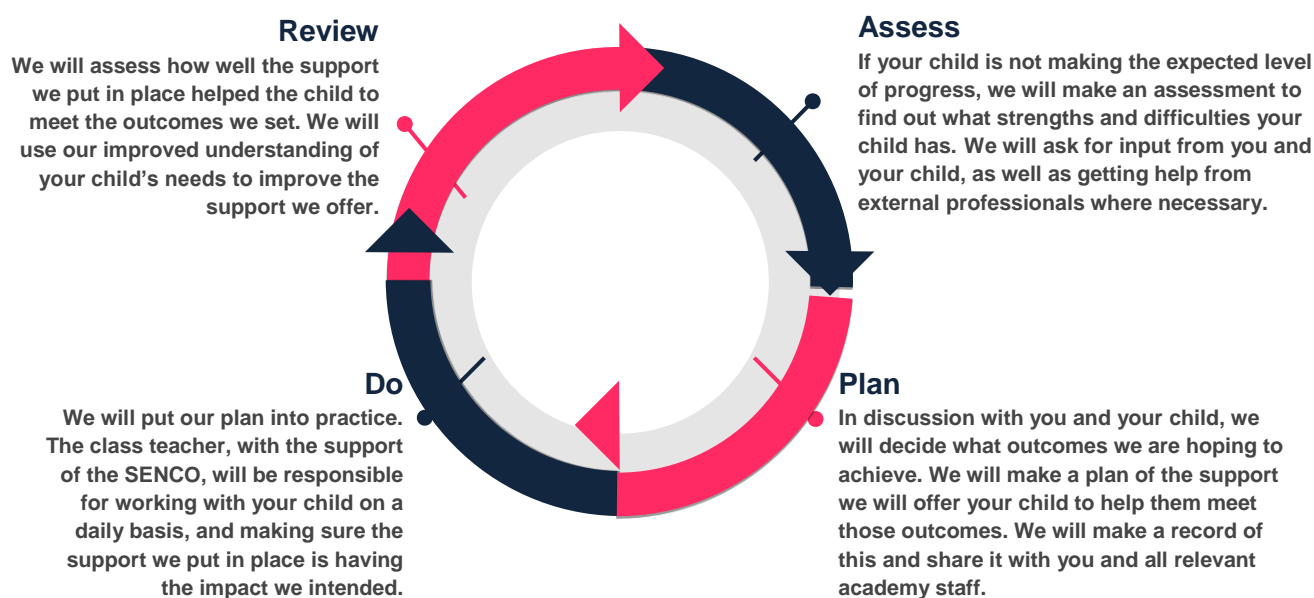 Review
We will assess how well the support
we put in place helped the child to
meet the outcomes we set. We will
use our improved understanding of
your child’s needs to improve the
support we offer.
Assess
If your child is not making the expected level
of progress, we will make an assessment to
find out what strengths and difficulties your
child has. We will ask for input from you and
your child, as well as getting help from
external professionals where necessary.
Do
We will put our plan into practice.
The class teacher, with the support
of the SENCO, will be responsible
for working with your child on a
daily basis, and making sure the
support we put in place is having
the impact we intended.
Plan
In discussion with you and your child, we
will decide what outcomes we are hoping to
achieve. We will make a plan of the support
we will offer your child to help them meet
those outcomes. We will make a record of
this and share it with you and all relevant
academy staff.